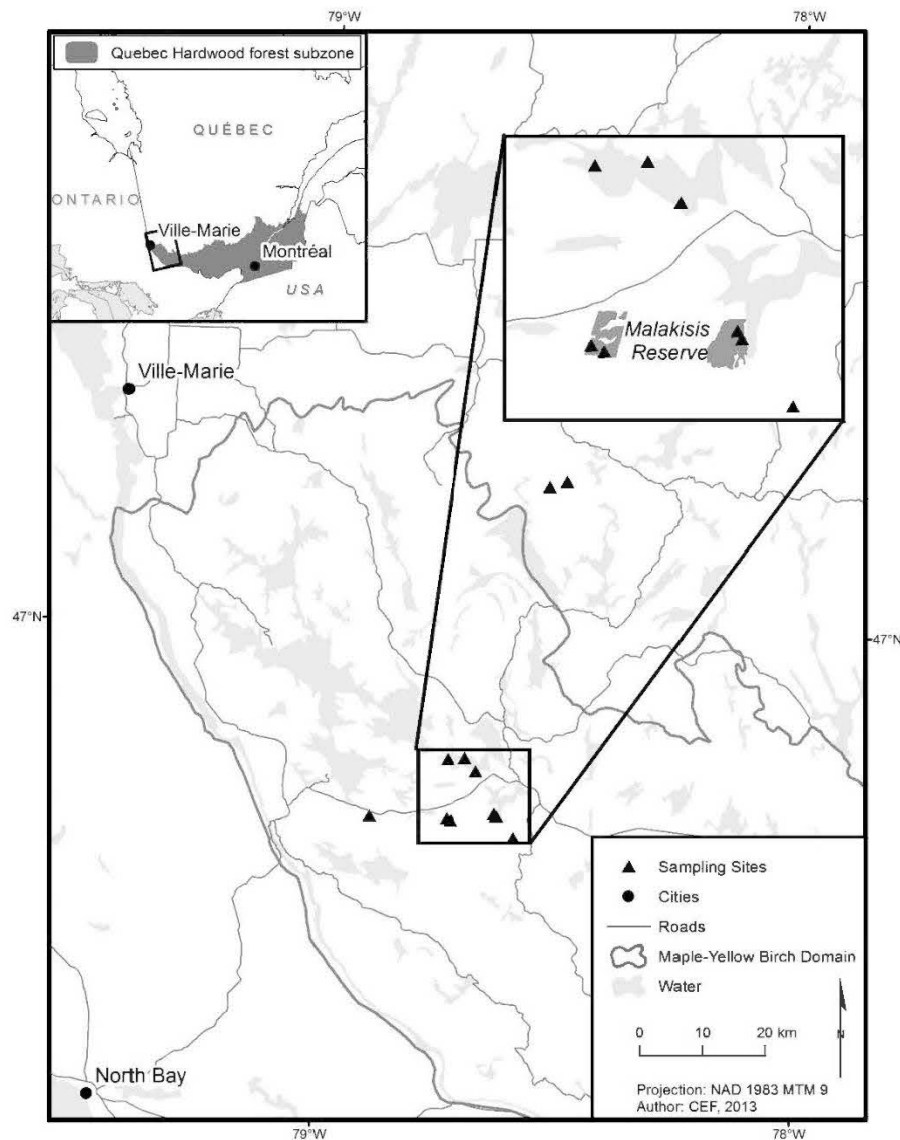 79°W
78°W
Quebec Hardwood forest subzone
QUÉBEC
ONTARIO
Ville-Marie
Montréal
USA
Malakisis
Reserve
Ville-Marie
47°N
47°N
Sampling Sites
Cities
Roads
Maple-Yellow Birch Domain
Water
0 10 20 km
N
Projection: NAD 1983 MTM 9
Author: CEF, 2013
North Bay
79°W
78°W